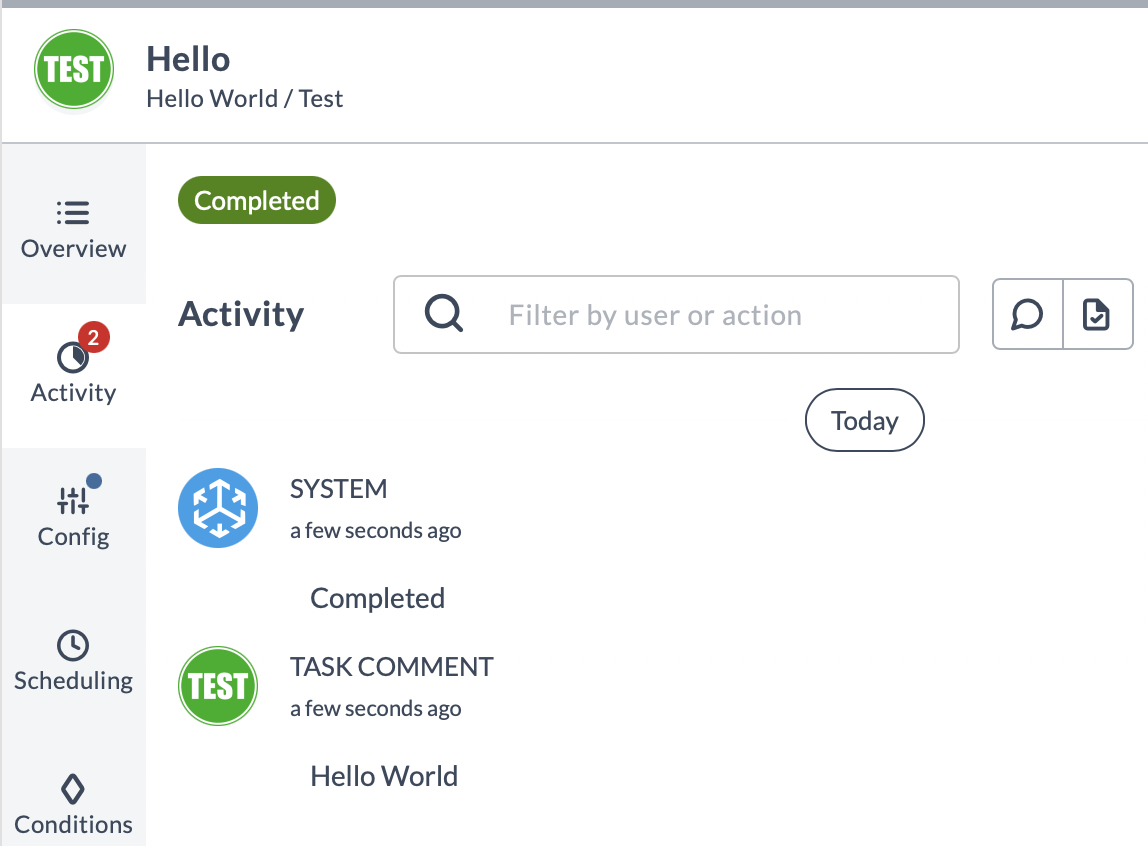 TEST
Hello
Hello World / Test
Overview
2
Activity
Config
Scheduling
Conditions
Completed
Activity
Filter by user or action
Today
SYSTEM
a few seconds ago
Completed
TEST
TASK COMMENT
a few seconds ago
Hello World